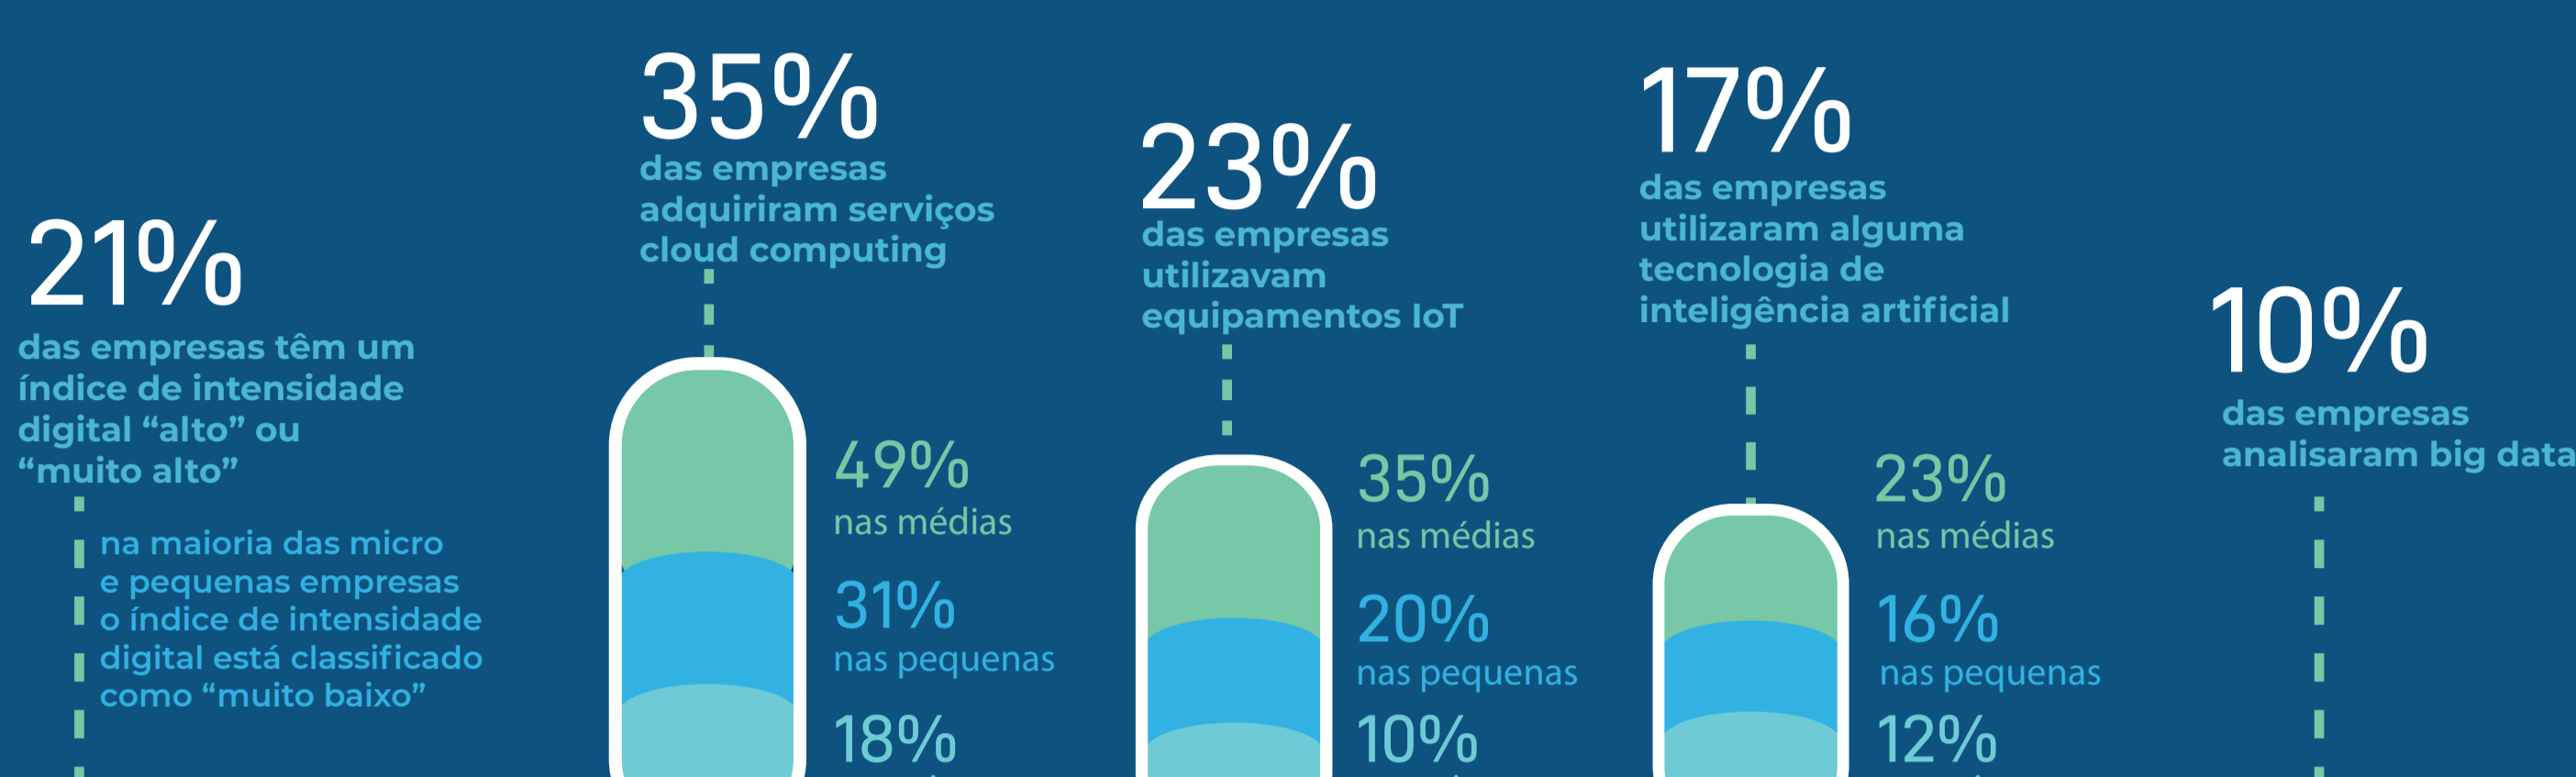 21%
das empresas têm um
índice de intensidade
digital “alto” ou
“muito alto”
na maioria das micro
e pequenas empresas
o índice de intensidade
digital está classificado
como “muito baixo”
35%
das empresas
adquiriram serviços
cloud computing
49%
nas médias
31%
nas pequenas
18%
23%
das empresas
utilizavam
equipamentos IoT
35%
nas médias
20%
nas pequenas
10%
17%
das empresas
utilizaram alguma
tecnologia de
inteligência artificial
23%
nas médias
16%
nas pequenas
12%
10%
das empresas
analisaram big data